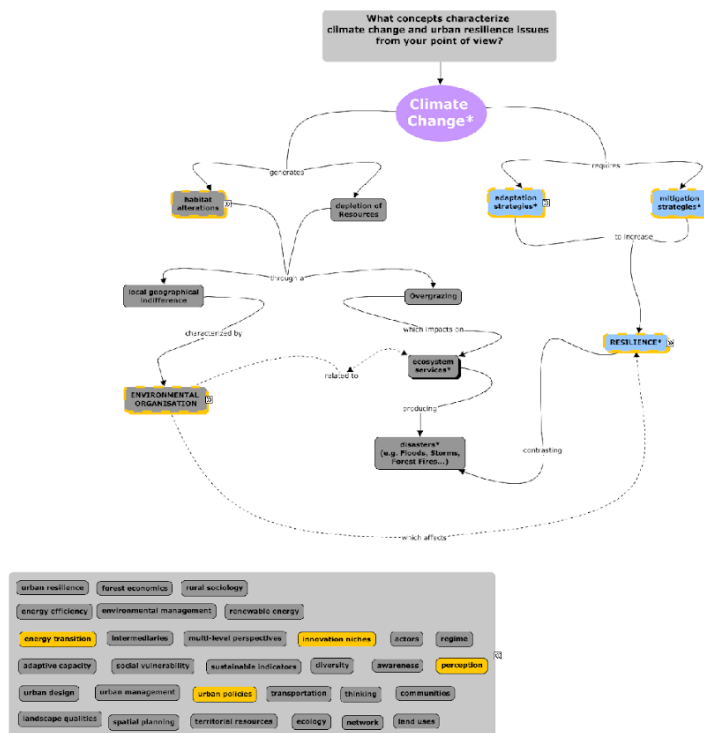 What concepts characterize
climate change and urban resilience issues
from your point of view?
Climate
Change*
generates
requires
habitat
alterations
depletion of
Resources
adaptation
strategies*
mitigation
strategies*
to increase
through a
local geographical
indifference
Overgrazing
characterized by
which impacts on
RESILIENCE*
ecosystem
services*
related to
ENVIRONMENTAL
ORGANISATION
producing
disasters*
(e.g. Floods, Storms,
Forest Fires...)
contrasting
which affects
urban resilience furest economics rural sociology
energy efficiency environmental management renewable energy
energy transition intermediaries multi-level perspectives innovation niches actors regime
adaptive capacity social vulnerability sustainable indicators diversity awareness perception
urban design urban management urban policies transportation thinking communities
landscape qualities spatial planning territorial resources ecology network land uses